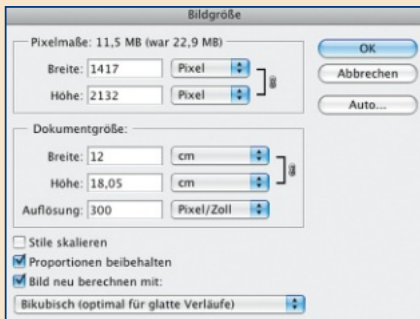 Bildgröße
Pixelmaße: 11,5 MB (war 22,9 MB)
OK
Breite: 1417 Pixel
Abbrechen
Höhe: 2132 Pixel
Auto...
Dokumentgröße:
Breite: 12 cm
Höhe: 18,05 cm
Auflösung: 300 Pixel/Zoll
Stile skalieren
Proportionen beibehalten
Bild neu berechnen mit:
Bikubisch (optimal für glatte Verläufe)